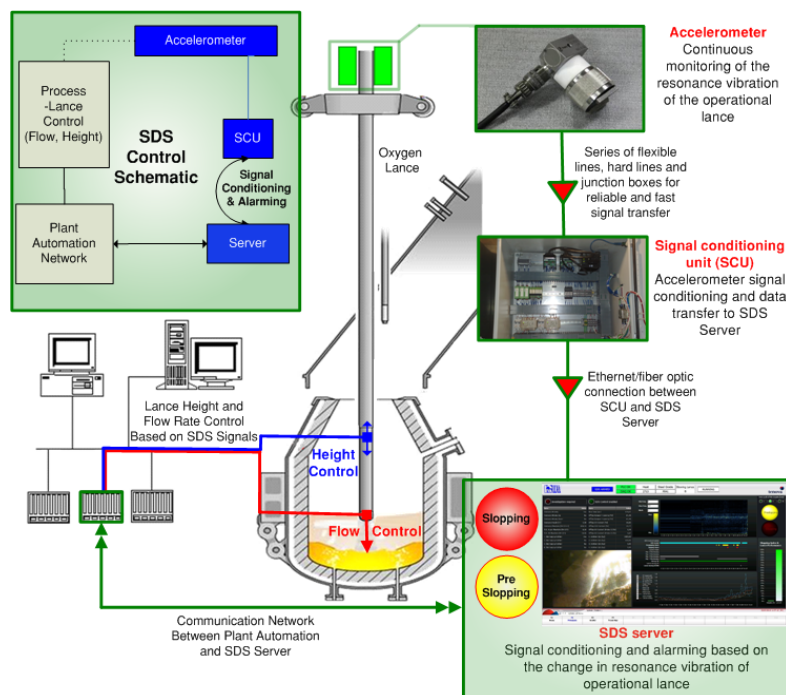 Accelerometer
Process
-Lance
Control
(Flow, Height)
SDS
Control
Schematic
SCU
Signal
Conditioning
& Alarming
Plant
Automation
Network
Server
Oxygen
Lance
Accelerometer
Continuous
monitoring of the
resonance vibration
of the operational
lance
Series of flexible
lines, hard lines and
junction boxes for
reliable and fast
signal transfer
Signal conditioning
unit (SCU)
Accelerometer signal
conditioning and data
transfer to SDS
Server
Ethernet/fiber optic
connection between
SCU and SDS
Server
Lance Height and
Flow Rate Control
Based on SDS Signals
Height
Control
Flow Control
Slopping
Pre
Slopping
Communication Network
Between Plant Automation
and SDS Server
SDS server
Signal conditioning and alarming based on
the change in resonance vibration of
operational lance